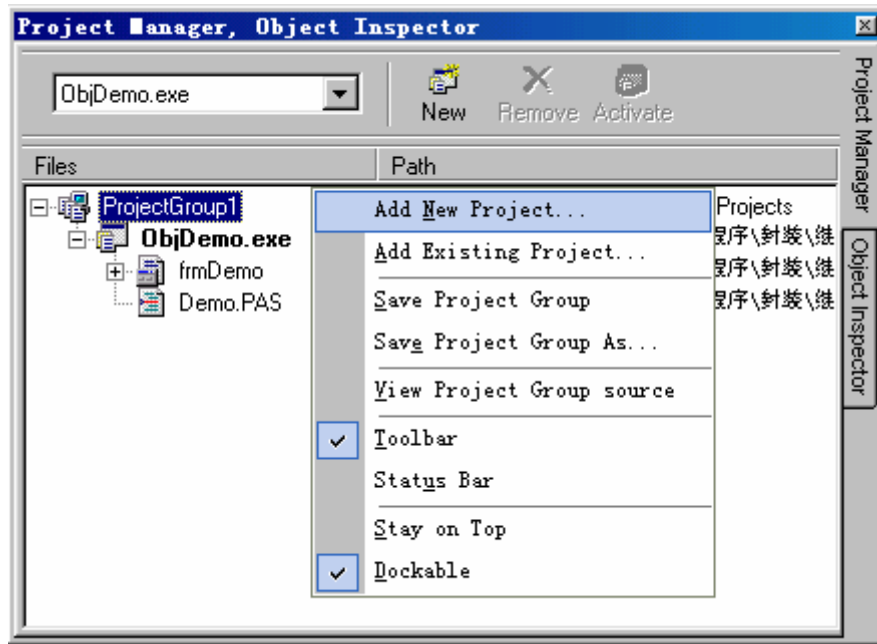 Project Manager, Object Inspector
ObjDemo.exe
New Remove Activate
Files Path
ProjectGroup1
Add New Project...
Projects
ObjDemo.exe
程序\封装\继
Add Existing Project...
frmDemo
程序\封装\继
Demo.PAS
Save Project Group
程序\封装\继
Save Project Group As...
View Project Group source
Toolbar
Status Bar
Stay on Top
Dockable
Project Manager
Object Inspector